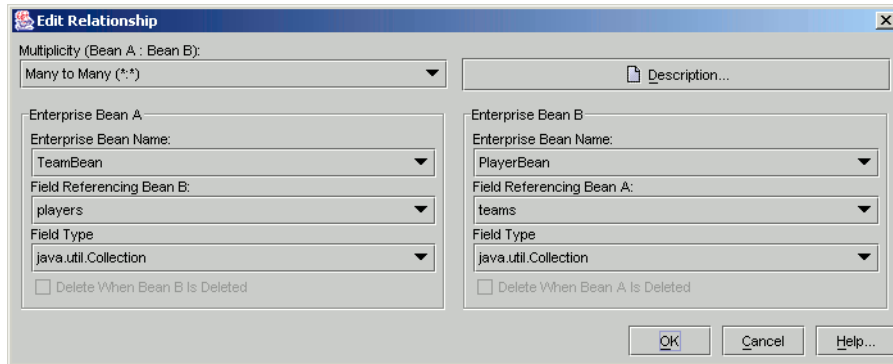 Edit Relationship
Multiplicity (Bean A : Bean B):
Many to Many (*:*)
Description...
Enterprise Bean A
Enterprise Bean Name:
TeamBean
Field Referencing Bean B:
players
Field Type
java.util.Collection
Delete When Bean B Is Deleted
Enterprise Bean B
Enterprise Bean Name:
PlayerBean
Field Referencing Bean A:
teams
Field Type
java.util.Collection
Delete When Bean A Is Deleted
OK
Cancel
Help...